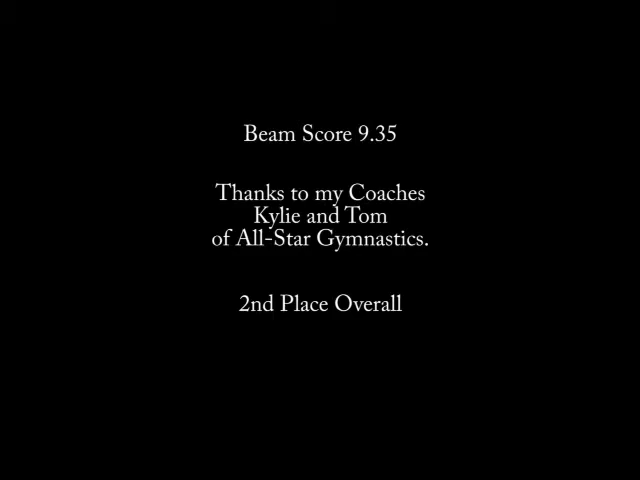 Beam Score 9.35
Thanks to my Coaches
Kylie and Tom
of All-Star Gymnastics.
2nd Place Overall